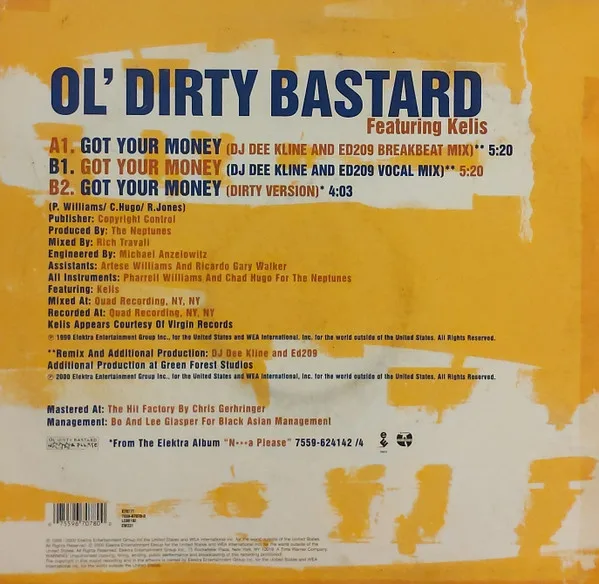 OL' DIRTY BASTARD
Featuring Kelis
A1. GOT YOUR MONEY (DJ DEE KLINE AND ED209 BREAKBEAT MIX)** 5:20
B1. GOT YOUR MONEY (DJ DEE KLINE AND ED209 VOCAL MIX)** 5:20
B2. GOT YOUR MONEY (DIRTY VERSION)* 4:03
(P. Williams/ C.Hugo/ R.Jones)
Publisher: Copyright Control
Produced By: The Neptunes
Mixed By: Rich Travali
Engineered By: Michael Anzelowitz
Assistants: Arlese Williams And Ricardo Gary Walker
All Instruments: Pharrell Williams And Chad Hugo For The Neptunes
Featuring: Kelis
Mixed At: Quad Recording, NY, NY
Recorded At: Quad Recording, NY, NY
Kelis Appears Courtesy Of Virgin Records
℗ 1999 Elektra Entertainment Group Inc., for the United States and WEA International, Inc. for the world outside of the United States. All Rights Reserved.
**Remix And Additional Production: DJ Dee Kline and Ed209
Additional Production at Green Forest Studios
℗ 2000 Elektra Entertainment Group Inc., for the United States and WEA International, Inc. for the world outside of the United States. All Rights Reserved.
Mastered At: The Hit Factory By Chris Gerhringer
Management: Bo And Lee Glasper For Black Asian Management
OL' DIRTY BASTARD
*From The Elektra Album "N***a Please" 7559-624142 /4
0 75596 70780